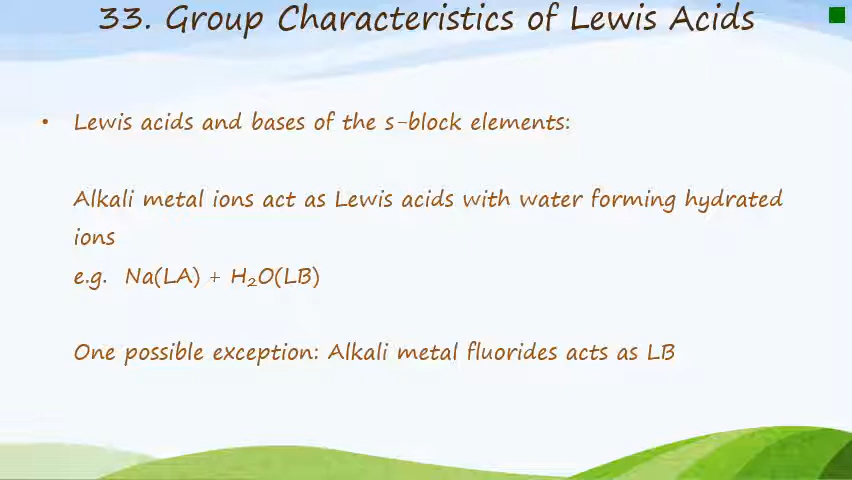 33. Group Characteristics of Lewis Acids
• Lewis acids and bases of the s-block elements:
Alkali metal ions act as Lewis acids with water forming hydrated
ions
e.g. Na(LA) + H₂O(LB)
One possible exception: Alkali metal fluorides acts as LB